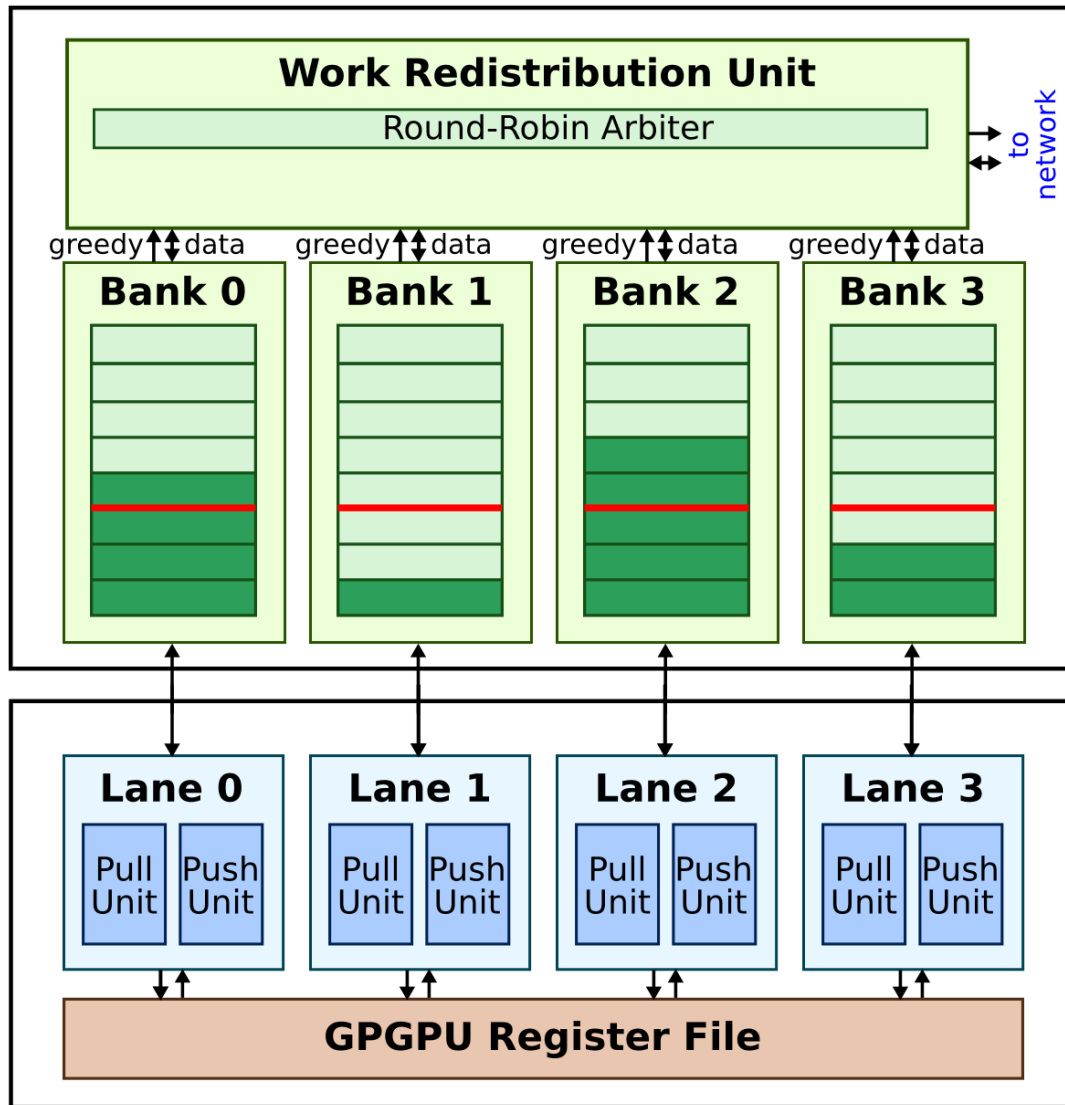 Work Redistribution Unit
Round-Robin Arbiter
to
network
greedy data greedy data greedy data greedy data
Bank 0 Bank 1 Bank 2 Bank 3
Lane 0 Lane 1 Lane 2 Lane 3
Pull Push Pull Push Pull Push Pull Push
Unit Unit Unit Unit Unit Unit Unit Unit
GPGPU Register File